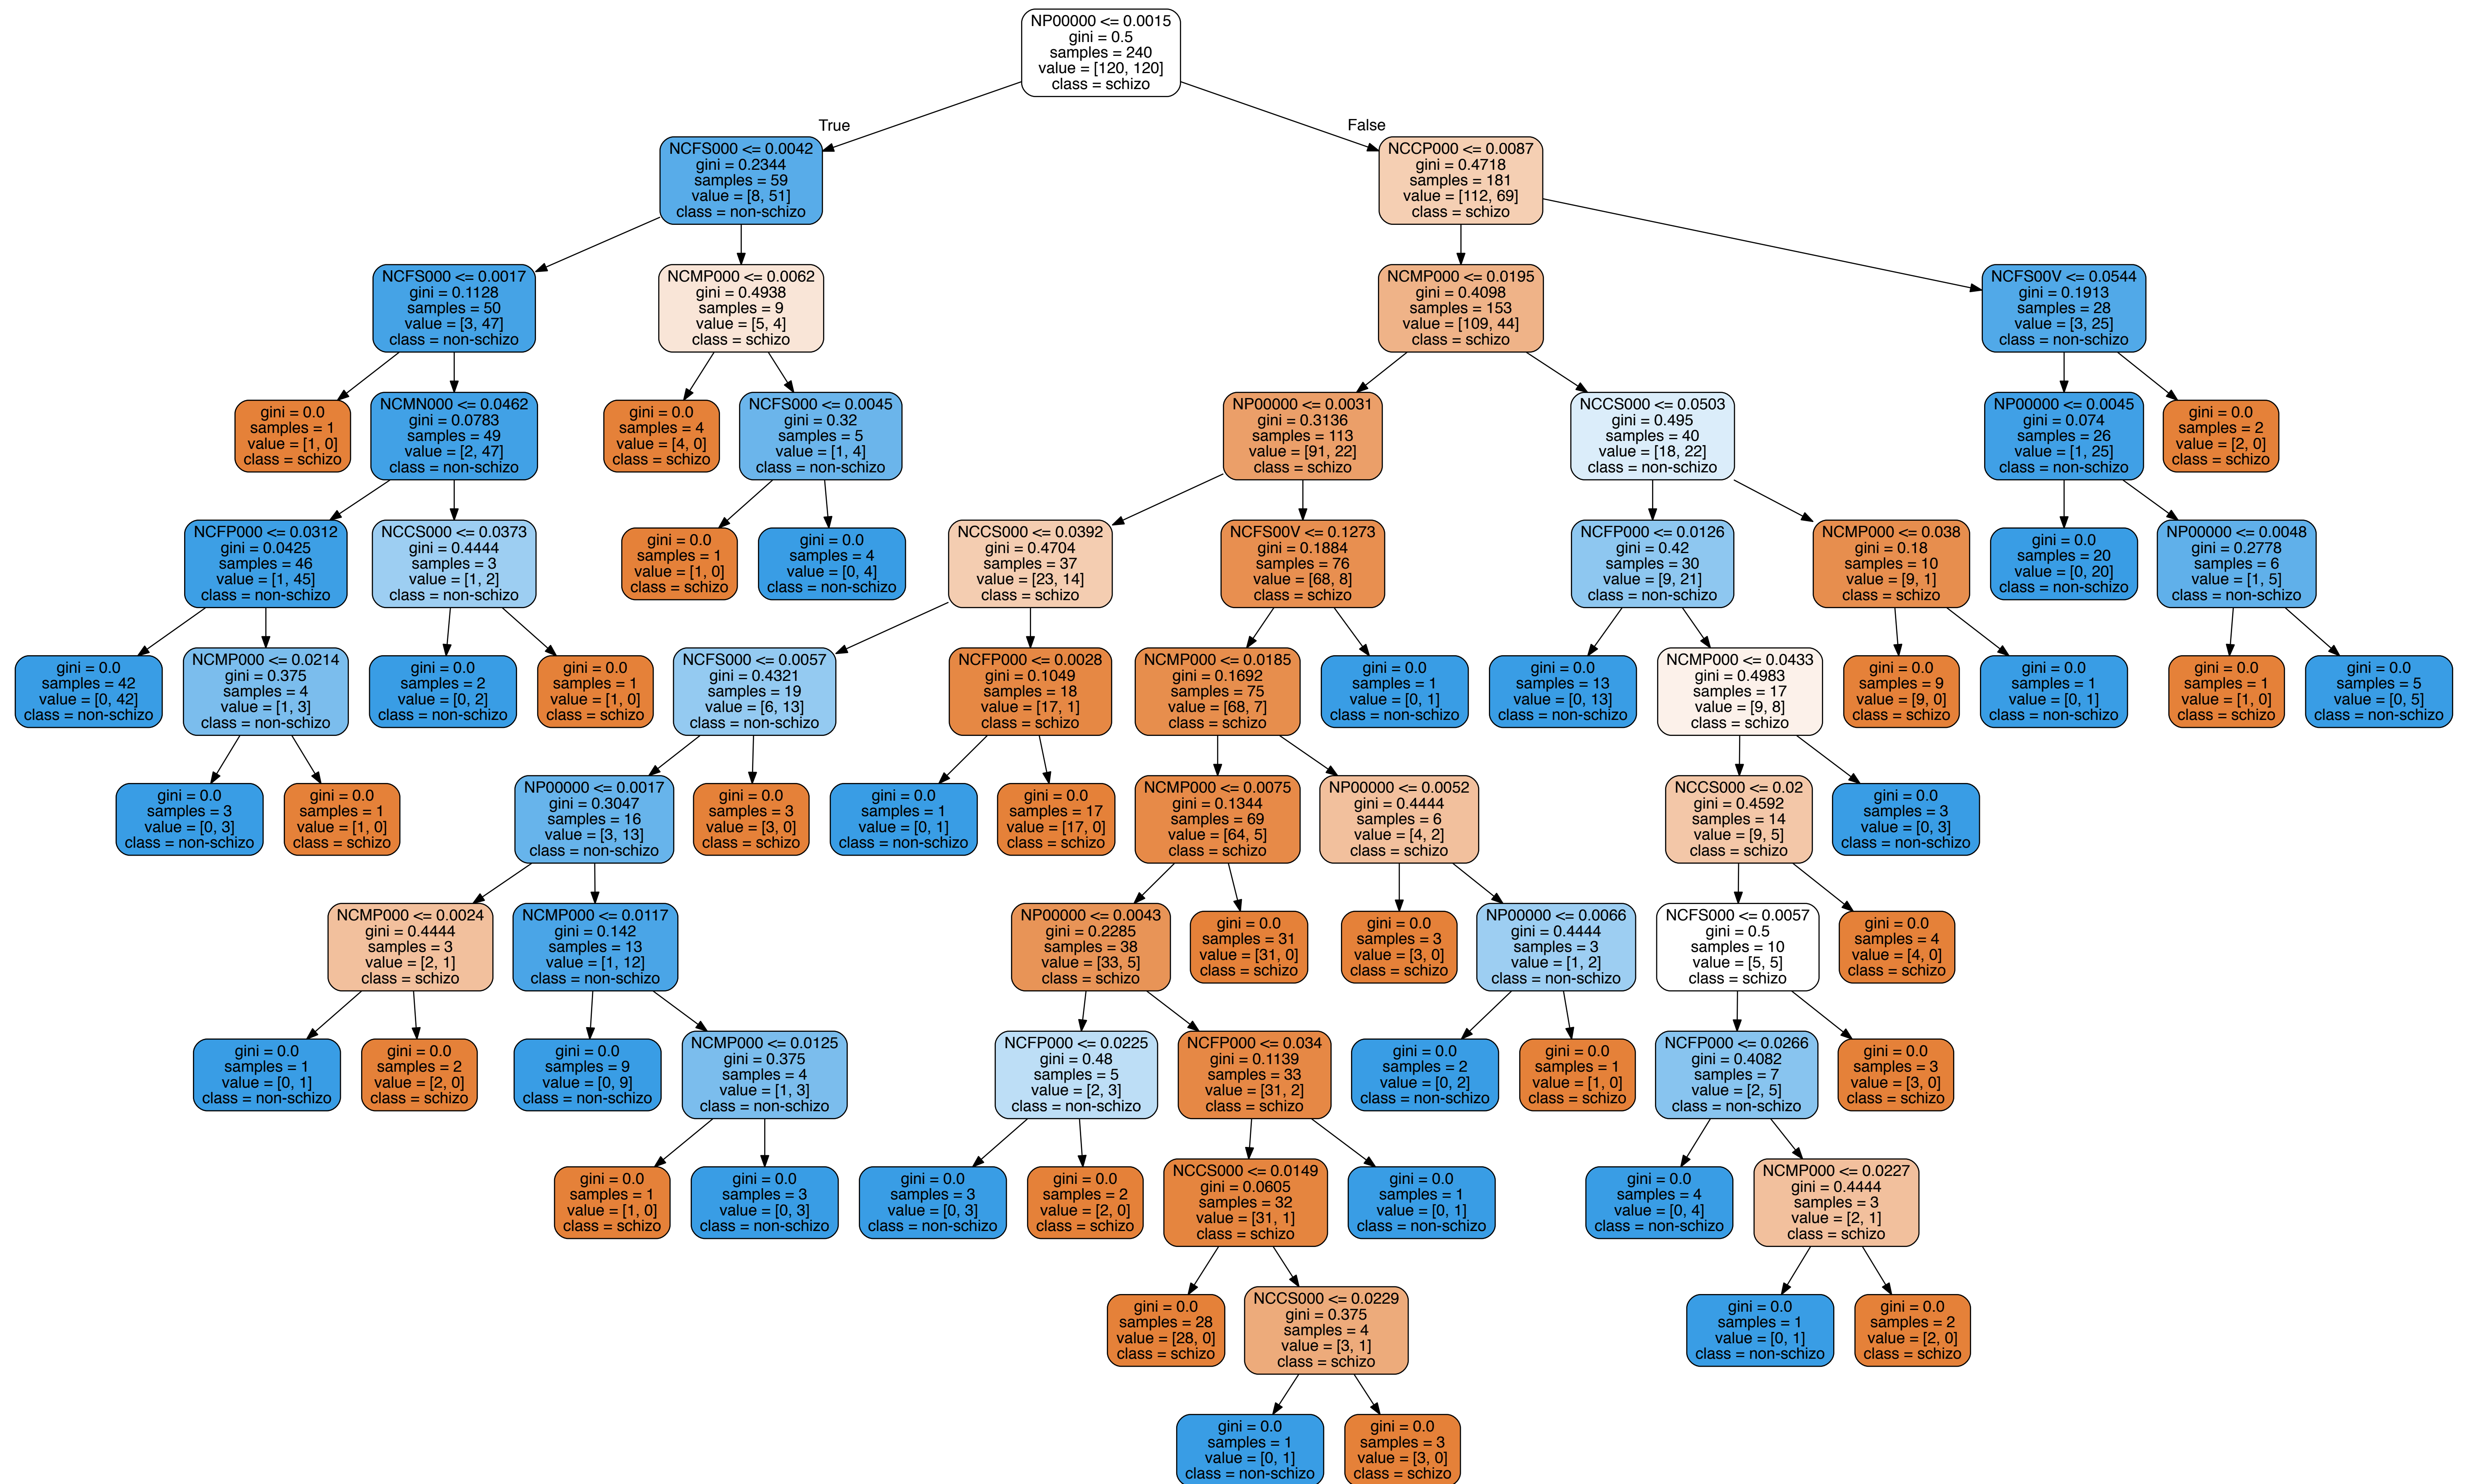 NP00000 <= 0.0015
gini = 0.5
samples = 240
value = [120, 120]
class = schizo
True
False
NCFS000 <= 0.0042
gini = 0.2344
samples = 59
value = [8, 51]
class = non-schizo
NCCP000 <= 0.0087
gini = 0.4718
samples = 181
value = [112, 69]
class = schizo
NCFS000 <= 0.0017
gini = 0.1128
samples = 50
value = [3, 47]
class = non-schizo
NCMP000 <= 0.0062
gini = 0.4938
samples = 9
value = [5, 4]
class = schizo
NCMP000 <= 0.0195
gini = 0.4098
samples = 153
value = [109, 44]
class = schizo
NCFS00V <= 0.0544
gini = 0.1913
samples = 28
value = [3, 25]
class = non-schizo
gini = 0.0
samples = 1
value = [1, 0]
class = schizo
NCMN000 <= 0.0462
gini = 0.0783
samples = 49
value = [2, 47]
class = non-schizo
gini = 0.0
samples = 4
value = [4, 0]
class = schizo
NCFS000 <= 0.0045
gini = 0.32
samples = 5
value = [1, 4]
class = non-schizo
NP00000 <= 0.0031
gini = 0.3136
samples = 113
value = [91, 22]
class = schizo
NCCS000 <= 0.0503
gini = 0.495
samples = 40
value = [18, 22]
class = non-schizo
NP00000 <= 0.0045
gini = 0.074
samples = 26
value = [1, 25]
class = non-schizo
gini = 0.0
samples = 2
value = [2, 0]
class = schizo
NCFP000 <= 0.0312
gini = 0.0425
samples = 46
value = [1, 45]
class = non-schizo
NCCS000 <= 0.0373
gini = 0.4444
samples = 3
value = [1, 2]
class = non-schizo
gini = 0.0
samples = 1
value = [1, 0]
class = schizo
gini = 0.0
samples = 4
value = [0, 4]
class = non-schizo
NCCS000 <= 0.0392
gini = 0.4704
samples = 37
value = [23, 14]
class = schizo
NCFS00V <= 0.1273
gini = 0.1884
samples = 76
value = [68, 8]
class = schizo
NCFP000 <= 0.0126
gini = 0.42
samples = 30
value = [9, 21]
class = non-schizo
NCMP000 <= 0.038
gini = 0.18
samples = 10
value = [9, 1]
class = schizo
gini = 0.0
samples = 20
value = [0, 20]
class = non-schizo
NP00000 <= 0.0048
gini = 0.2778
samples = 6
value = [1, 5]
class = non-schizo
gini = 0.0
samples = 42
value = [0, 42]
class = non-schizo
NCMP000 <= 0.0214
gini = 0.375
samples = 4
value = [1, 3]
class = non-schizo
gini = 0.0
samples = 2
value = [0, 2]
class = non-schizo
gini = 0.0
samples = 1
value = [1, 0]
class = schizo
NCFS000 <= 0.0057
gini = 0.4321
samples = 19
value = [6, 13]
class = non-schizo
NCFP000 <= 0.0028
gini = 0.1049
samples = 18
value = [17, 1]
class = schizo
NCMP000 <= 0.0185
gini = 0.1692
samples = 75
value = [68, 7]
class = schizo
gini = 0.0
samples = 1
value = [0, 1]
class = non-schizo
gini = 0.0
samples = 13
value = [0, 13]
class = non-schizo
NCMP000 <= 0.0433
gini = 0.4983
samples = 17
value = [9, 8]
class = schizo
gini = 0.0
samples = 9
value = [9, 0]
class = schizo
gini = 0.0
samples = 1
value = [0, 1]
class = non-schizo
gini = 0.0
samples = 1
value = [1, 0]
class = schizo
gini = 0.0
samples = 5
value = [0, 5]
class = non-schizo
gini = 0.0
samples = 3
value = [0, 3]
class = non-schizo
gini = 0.0
samples = 1
value = [1, 0]
class = schizo
NP00000 <= 0.0017
gini = 0.3047
samples = 16
value = [3, 13]
class = non-schizo
gini = 0.0
samples = 3
value = [3, 0]
class = schizo
gini = 0.0
samples = 1
value = [0, 1]
class = non-schizo
gini = 0.0
samples = 17
value = [17, 0]
class = schizo
NCMP000 <= 0.0075
gini = 0.1344
samples = 69
value = [64, 5]
class = schizo
NP00000 <= 0.0052
gini = 0.4444
samples = 6
value = [4, 2]
class = schizo
NCCS000 <= 0.02
gini = 0.4592
samples = 14
value = [9, 5]
class = schizo
gini = 0.0
samples = 3
value = [0, 3]
class = non-schizo
NCMP000 <= 0.0024
gini = 0.4444
samples = 3
value = [2, 1]
class = schizo
NCMP000 <= 0.0117
gini = 0.142
samples = 13
value = [1, 12]
class = non-schizo
NP00000 <= 0.0043
gini = 0.2285
samples = 38
value = [33, 5]
class = schizo
gini = 0.0
samples = 31
value = [31, 0]
class = schizo
gini = 0.0
samples = 3
value = [3, 0]
class = schizo
NP00000 <= 0.0066
gini = 0.4444
samples = 3
value = [1, 2]
class = non-schizo
NCFS000 <= 0.0057
gini = 0.5
samples = 10
value = [5, 5]
class = schizo
gini = 0.0
samples = 4
value = [4, 0]
class = schizo
gini = 0.0
samples = 1
value = [0, 1]
class = non-schizo
gini = 0.0
samples = 2
value = [2, 0]
class = schizo
gini = 0.0
samples = 9
value = [0, 9]
class = non-schizo
NCMP000 <= 0.0125
gini = 0.375
samples = 4
value = [1, 3]
class = non-schizo
NCFP000 <= 0.0225
gini = 0.48
samples = 5
value = [2, 3]
class = non-schizo
NCFP000 <= 0.034
gini = 0.1139
samples = 33
value = [31, 2]
class = schizo
gini = 0.0
samples = 2
value = [0, 2]
class = non-schizo
gini = 0.0
samples = 1
value = [1, 0]
class = schizo
NCFP000 <= 0.0266
gini = 0.4082
samples = 7
value = [2, 5]
class = non-schizo
gini = 0.0
samples = 3
value = [3, 0]
class = schizo
gini = 0.0
samples = 1
value = [1, 0]
class = schizo
gini = 0.0
samples = 3
value = [0, 3]
class = non-schizo
gini = 0.0
samples = 3
value = [0, 3]
class = non-schizo
gini = 0.0
samples = 2
value = [2, 0]
class = schizo
NCCS000 <= 0.0149
gini = 0.0605
samples = 32
value = [31, 1]
class = schizo
gini = 0.0
samples = 1
value = [0, 1]
class = non-schizo
gini = 0.0
samples = 4
value = [0, 4]
class = non-schizo
NCMP000 <= 0.0227
gini = 0.4444
samples = 3
value = [2, 1]
class = schizo
gini = 0.0
samples = 28
value = [28, 0]
class = schizo
NCCS000 <= 0.0229
gini = 0.375
samples = 4
value = [3, 1]
class = schizo
gini = 0.0
samples = 1
value = [0, 1]
class = non-schizo
gini = 0.0
samples = 2
value = [2, 0]
class = schizo
gini = 0.0
samples = 1
value = [0, 1]
class = non-schizo
gini = 0.0
samples = 3
value = [3, 0]
class = schizo